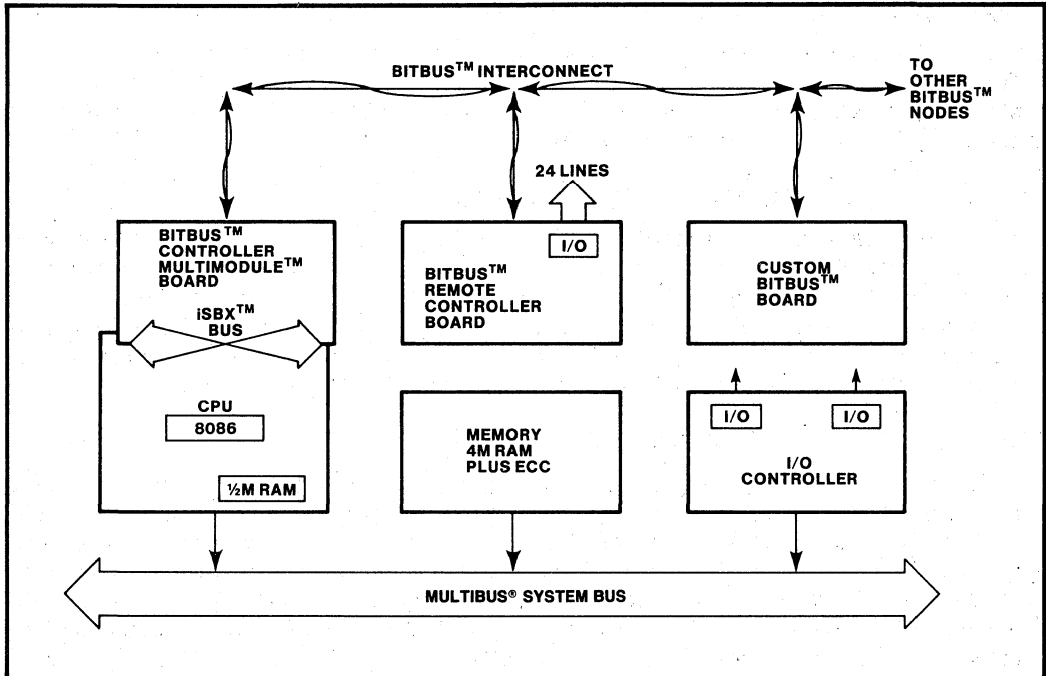 BITBUS™ INTERCONNECT
TO
OTHER
BITBUS™
NODES
24 LINES
BITBUS™
CONTROLLER
MULTIMODULE™
BOARD
iSBX™
BUS
I/O
BITBUS™
REMOTE
CONTROLLER
BOARD
CUSTOM
BITBUS™
BOARD
CPU
8086
½M RAM
MEMORY
4M RAM
PLUS ECC
I/O
I/O
I/O
CONTROLLER
MULTIBUS® SYSTEM BUS